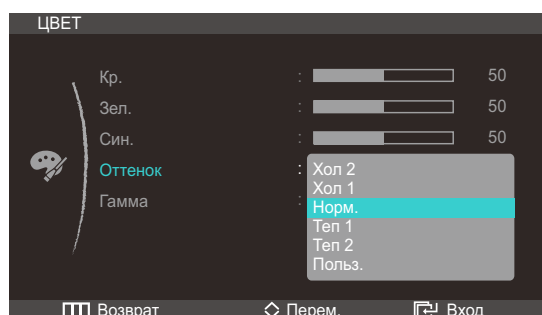 ЦВЕТ
Кр. : 50
Зел. : 50
Син. : 50
Оттенок : Хол 2
Хол 1
Гамма : Норм.
Теп 1
Теп 2
Польз.
Возврат Перем. Вход